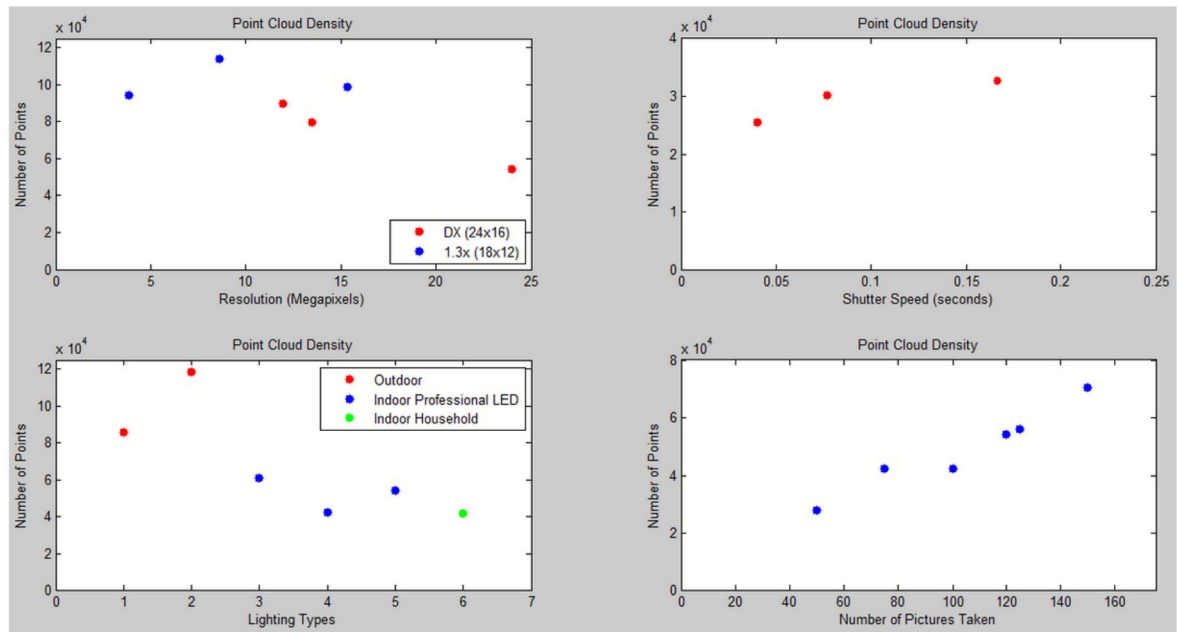 Point Cloud Density
x 10^4
12
10
8
6
4
2
0
Number of Points
0 5 10 15 20 25
Resolution (Megapixels)
DX (24x16)
1.3x (18x12)
Point Cloud Density
x 10^4
4
3
2
1
0
Number of Points
0 0.05 0.1 0.15 0.2 0.25
Shutter Speed (seconds)
Point Cloud Density
x 10^4
12
10
8
6
4
2
0
Number of Points
0 1 2 3 4 5 6 7
Lighting Types
Outdoor
Indoor Professional LED
Indoor Household
Point Cloud Density
x 10^4
8
6
4
2
0
Number of Points
0 20 40 60 80 100 120 140 160
Number of Pictures Taken